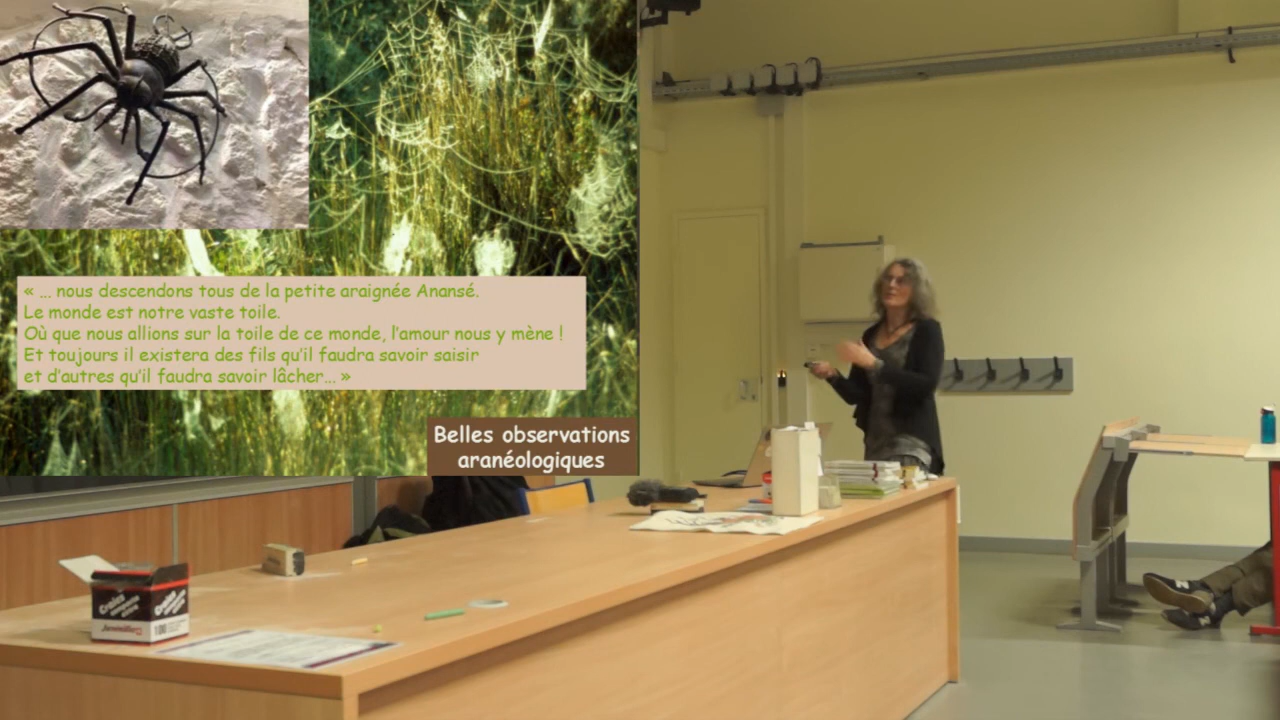 « ... nous descendons tous de la petite araignée Anansé.
Le monde est notre vaste toile.
Où que nous allions sur la toile de ce monde, l'amour nous y mène !
Et toujours il existera des fils qu'il faudra savoir saisir
et d'autres qu'il faudra savoir lâcher... »
Belles observations
aranéologiques
Craies